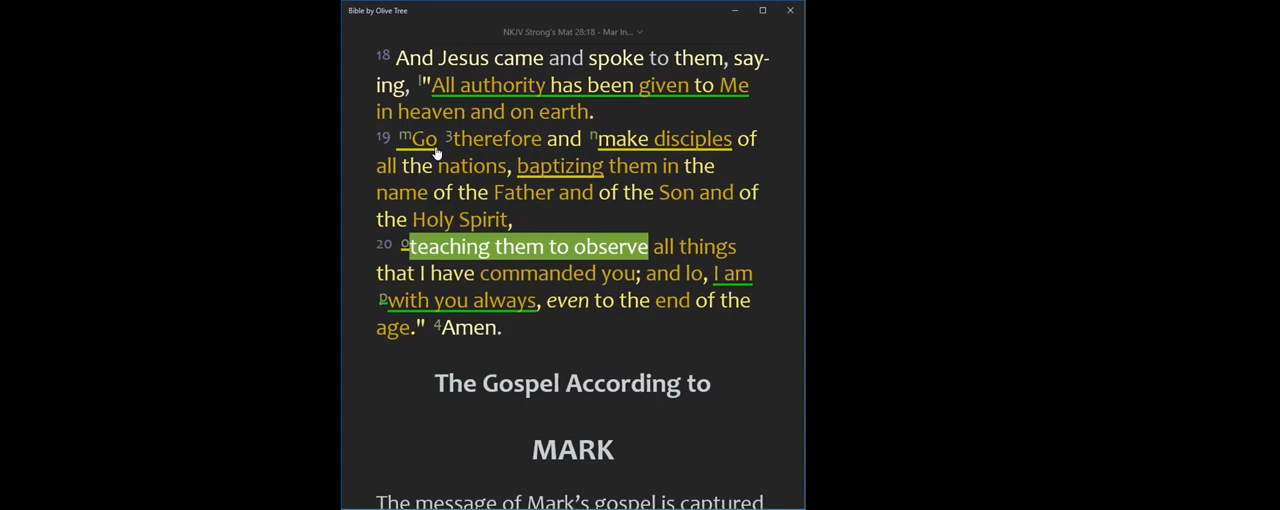 Bible by Olive Tree
NKJV Strong's Mat 28:18 - Mar In...
18 And Jesus came and spoke to them, say-
ing, l"All authority has been given to Me
in heaven and on earth.
19 mGo 3therefore and nmake disciples of
all the nations, baptizing them in the
name of the Father and of the Son and of
the Holy Spirit,
20 oteaching them to observe all things
that I have commanded you; and lo, I am
pwith you always, even to the end of the
age." 4Amen.
The Gospel According to
MARK
The message of Mark's gospel is captured